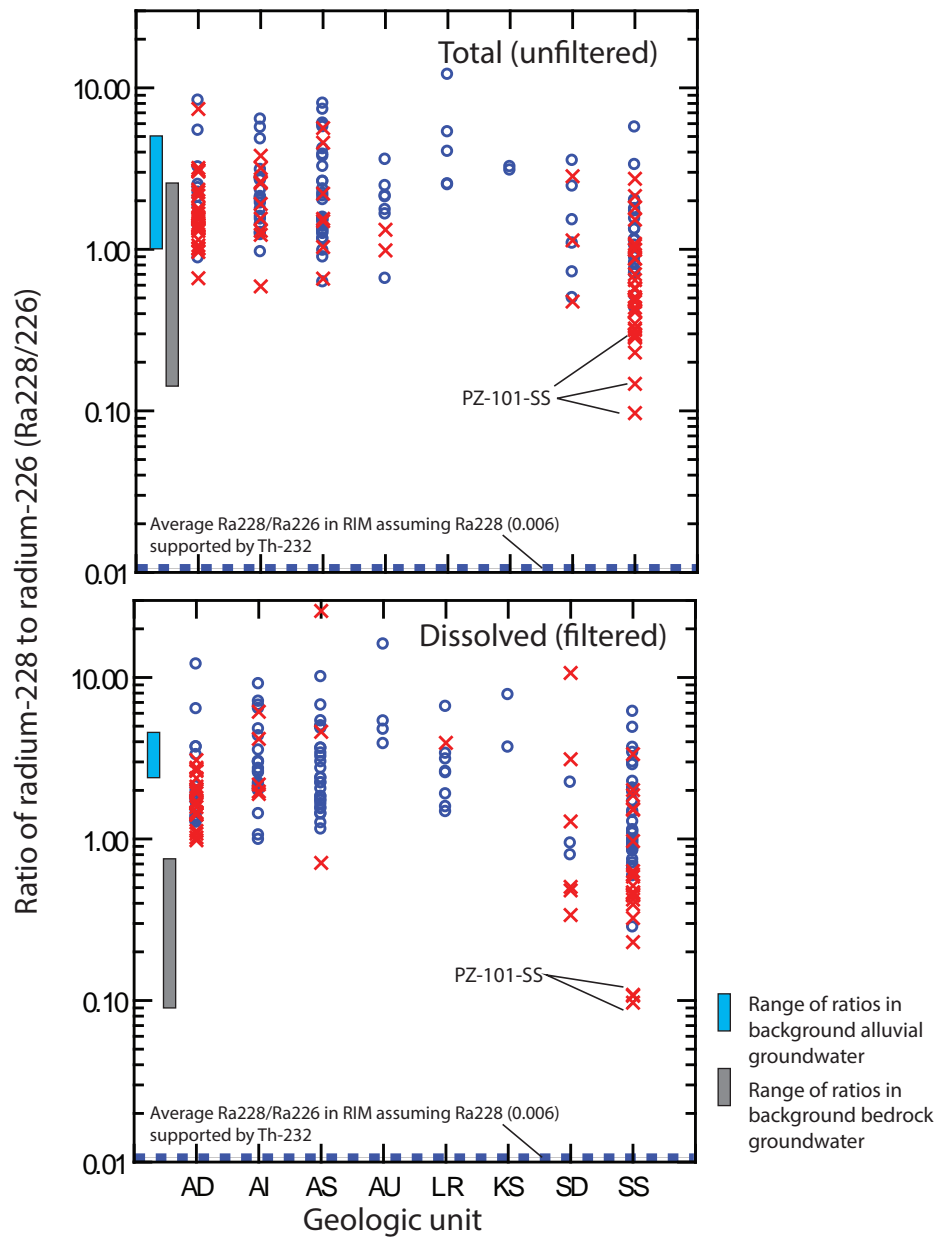 Ratio of radium-228 to radium-226 (Ra228/226)
Total (unfiltered)
10.00
1.00
0.10
0.01
PZ-101-SS
Average Ra228/Ra226 in RIM assuming Ra228 (0.006)
supported by Th-232
Dissolved (filtered)
10.00
1.00
0.10
0.01
PZ-101-SS
Average Ra228/Ra226 in RIM assuming Ra228 (0.006)
supported by Th-232
AD AI AS AU LR KS SD SS
Geologic unit
Range of ratios in
background alluvial
groundwater
Range of ratios in
background bedrock
groundwater